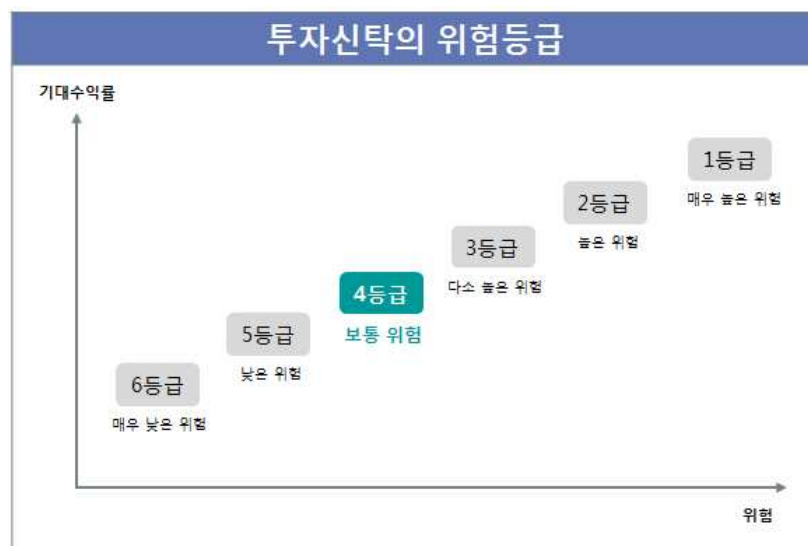 투자신탁의 위험등급
기대수익률
1등급
매우 높은 위험
2등급
높은 위험
3등급
다소 높은 위험
4등급
보통 위험
5등급
낮은 위험
6등급
매우 낮은 위험
위험